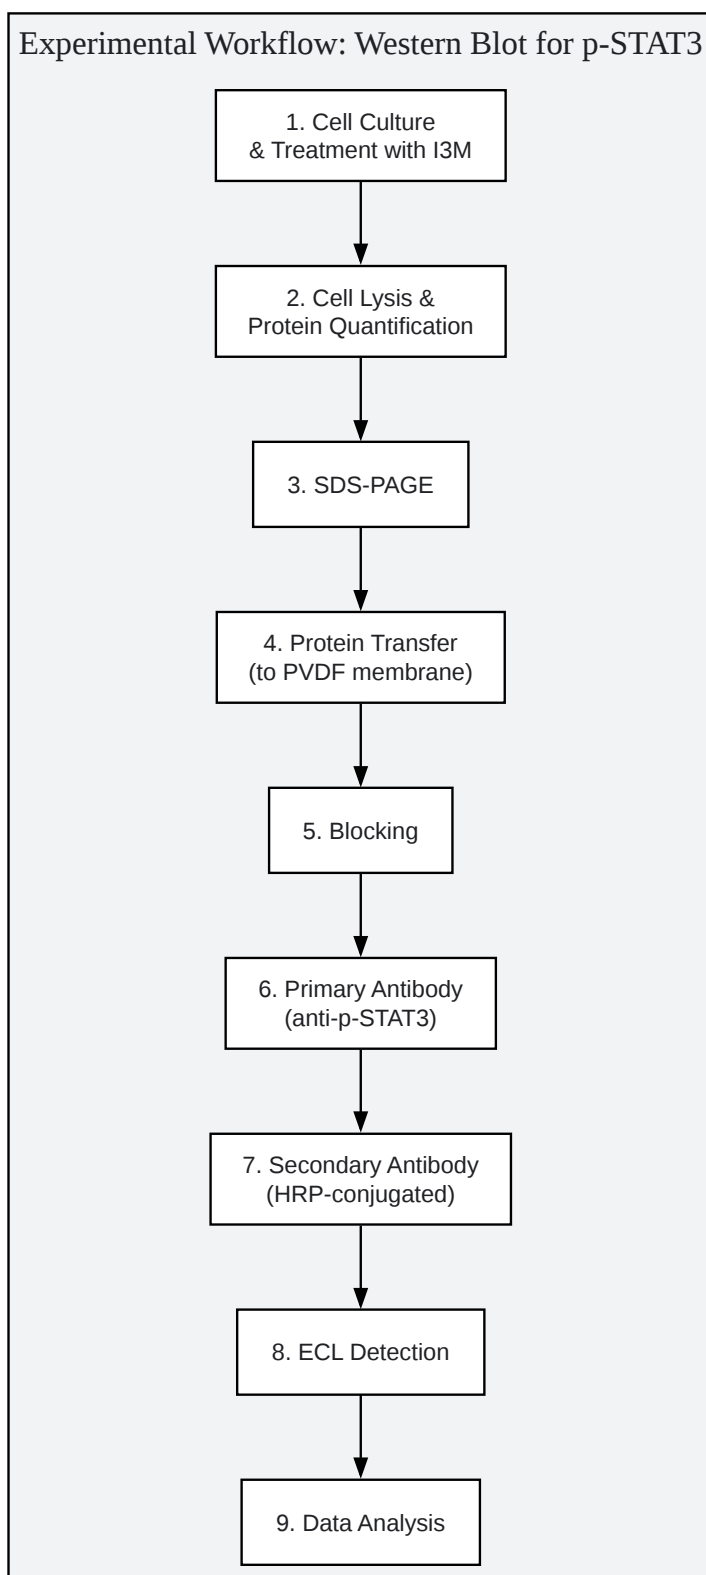 Experimental Workflow: Western Blot for p-STAT3
1. Cell Culture
& Treatment with I3M
2. Cell Lysis &
Protein Quantification
3. SDS-PAGE
4. Protein Transfer
(to PVDF membrane)
5. Blocking
6. Primary Antibody
(anti-p-STAT3)
7. Secondary Antibody
(HRP-conjugated)
8. ECL Detection
9. Data Analysis